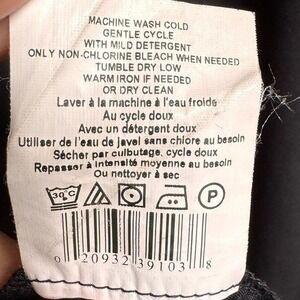 MACHINE WASH COLD
GENTLE CYCLE
WITH MILD DETERGENT
ONLY NON-CHLORINE BLEACH WHEN NEEDED
TUMBLE DRY LOW
WARM IRON IF NEEDED
OR DRY CLEAN
Laver à la machine à l'eau froide
Au cycle doux
Avec un détergent doux
Utiliser de l'eau de javel sans chlore au besoin
Sécher par culbutage, cycle doux
Repasser à intensité moyenne au besoin
Ou nettoyer à sec
30°C P
0 20932 39103 8